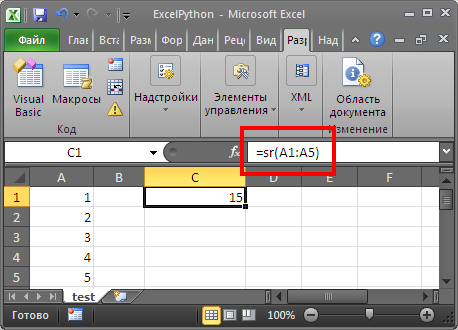 ExcelPython - Microsoft Excel
Файл Глав Вста Разм Фор Дан Рец Вид Разр Над
Visual Basic
Макросы
Надстройки
Элементы управления
XML
Область документа
Код
Изменение
C1 fx =sr(A1:A5)
A B C D E F
1 1 15
2 2
3 3
4 4
5 5
test
Готово 100%